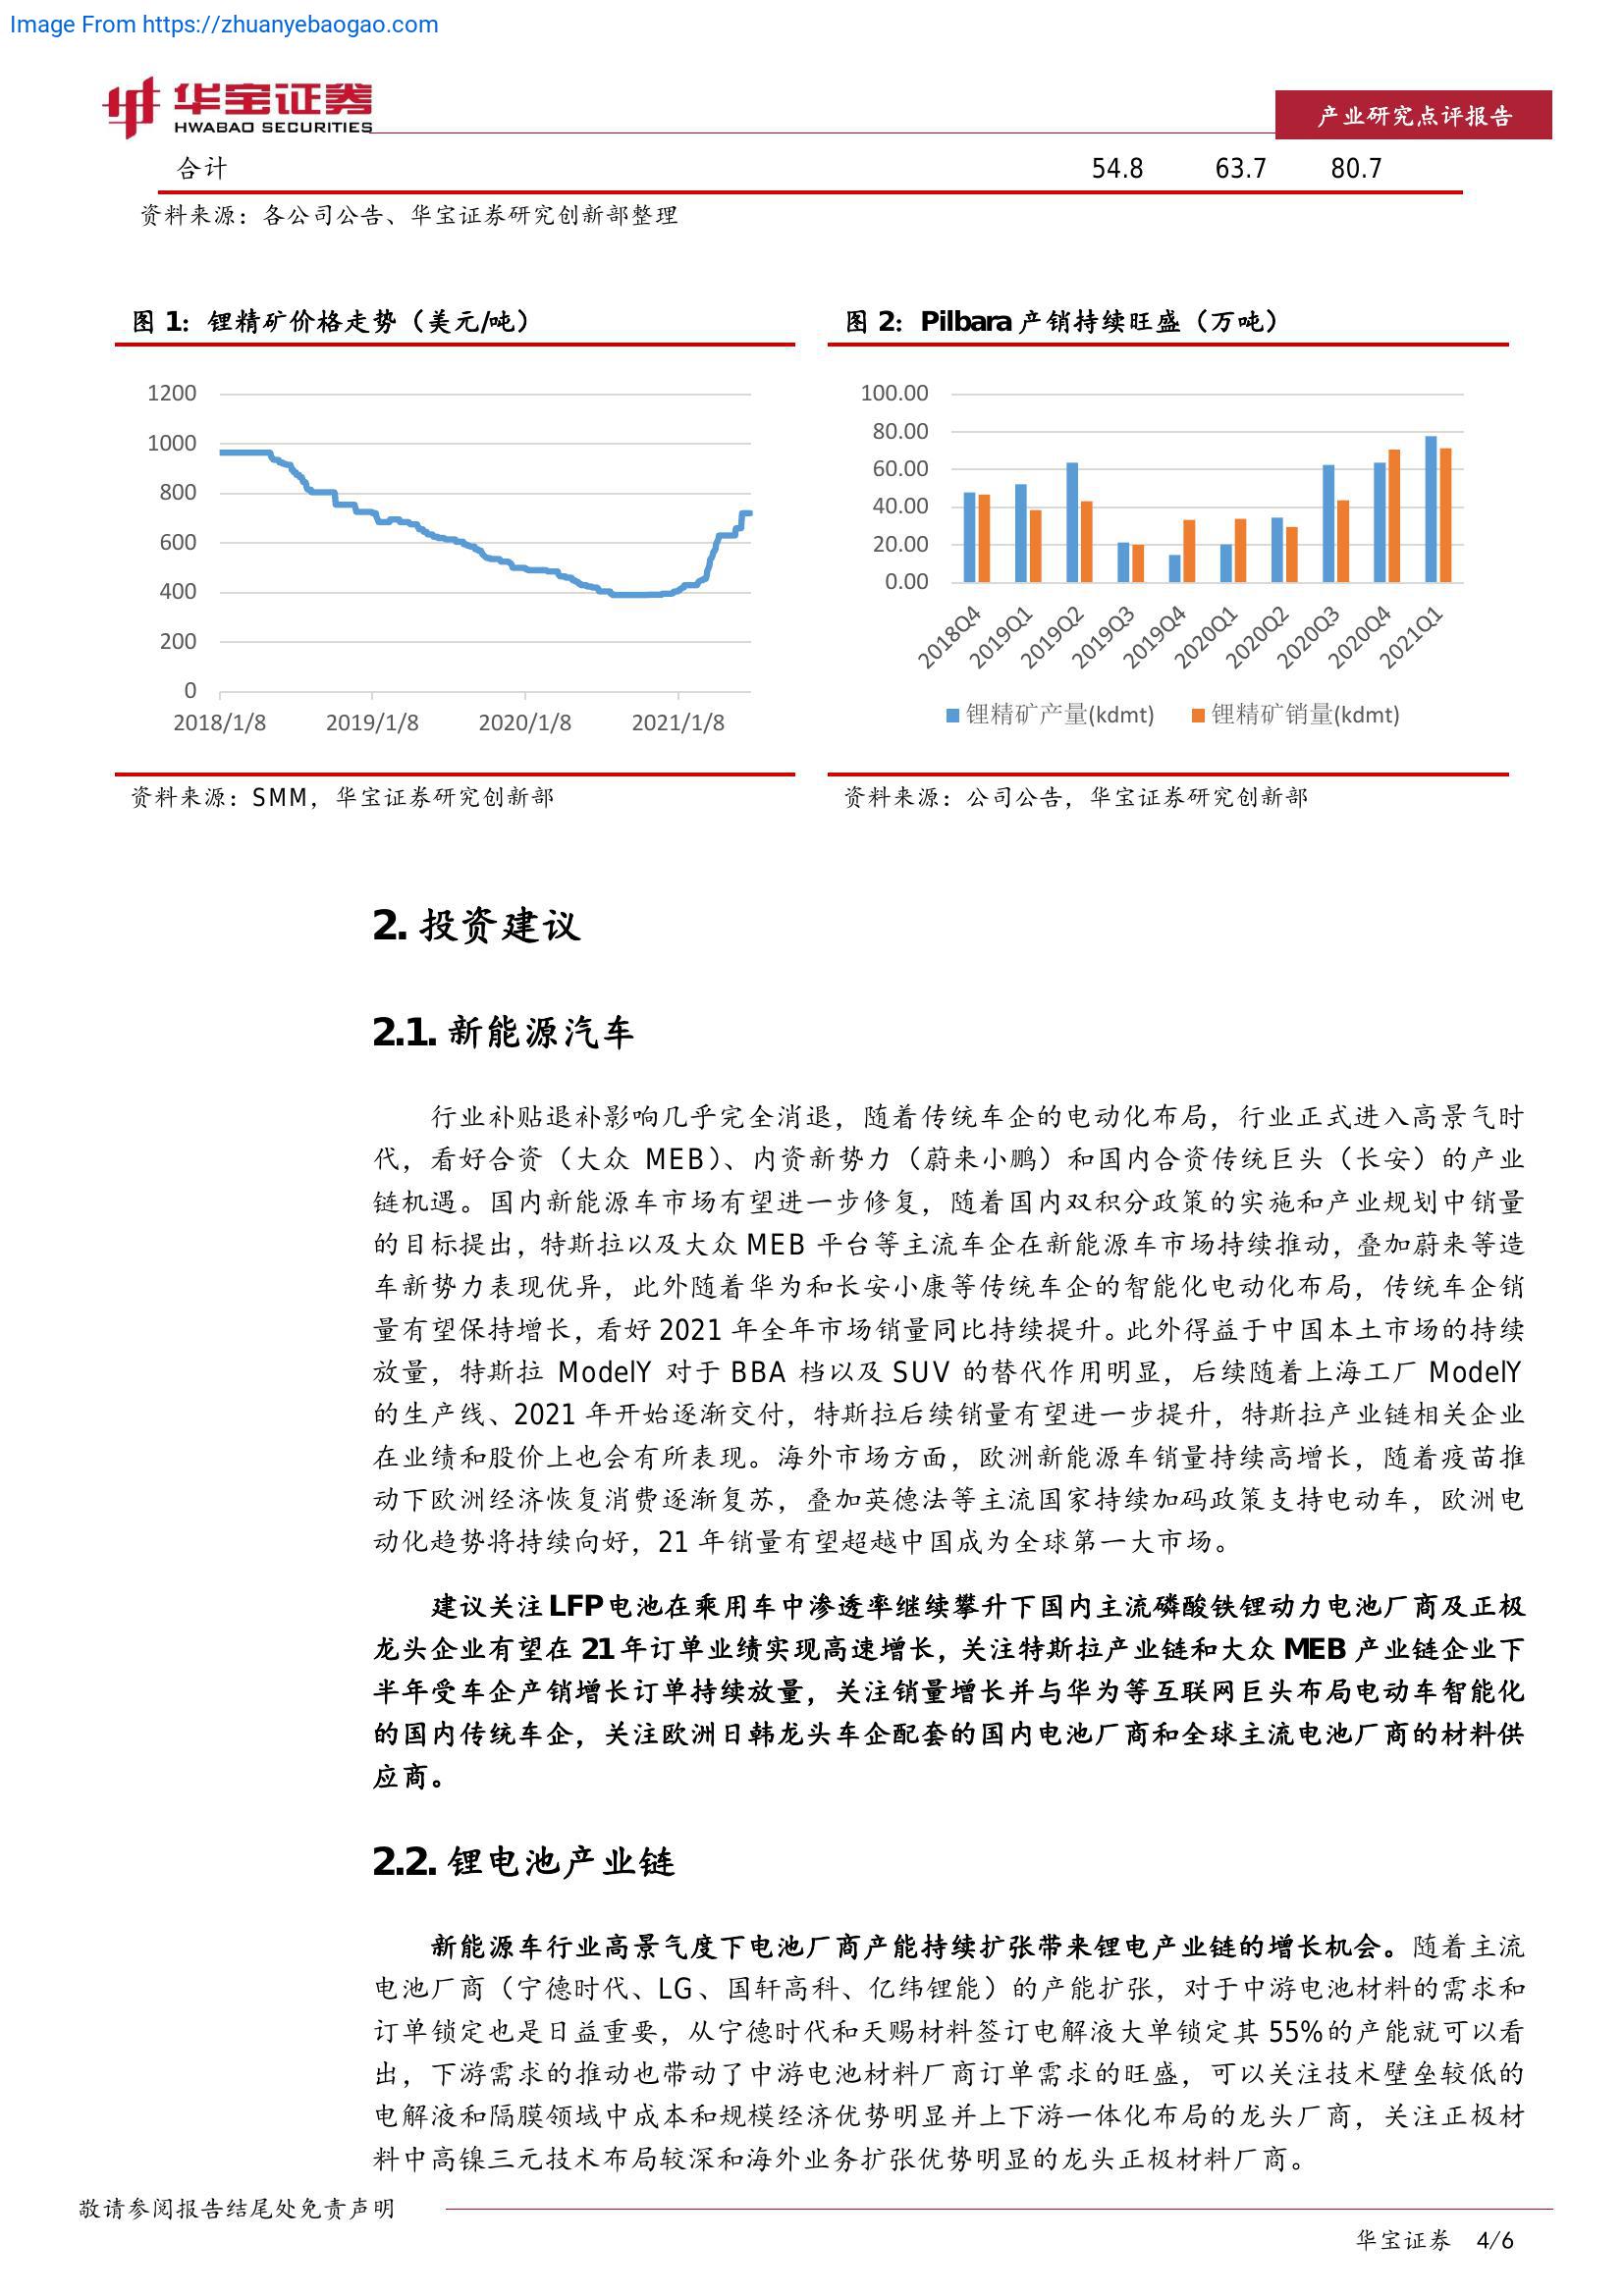 Image From https://zhuanyebaogao.com
华宝证券
HWABAO SECURITIES
产业研究点评报告
合计 54.8 63.7 80.7
资料来源：各公司公告、华宝证券研究创新部整理
图 1：锂精矿价格走势（美元/吨）
1200
1000
800
600
400
200
0
2018/1/8 2019/1/8 2020/1/8 2021/1/8
资料来源：SMM，华宝证券研究创新部
图 2：Pilbara 产销持续旺盛（万吨）
100.00
80.00
60.00
40.00
20.00
0.00
2018Q4 2019Q1 2019Q2 2019Q3 2019Q4 2020Q1 2020Q2 2020Q3 2020Q4 2021Q1
锂精矿产量(kdmt) 锂精矿销量(kdmt)
资料来源：公司公告，华宝证券研究创新部
2. 投资建议
2.1. 新能源汽车
行业补贴退补影响几乎完全消退，随着传统车企的电动化布局，行业正式进入高景气时
代，看好合资（大众 MEB）、内资新势力（蔚来小鹏）和国内合资传统巨头（长安）的产业
链机遇。国内新能源车市场有望进一步修复，随着国内双积分政策的实施和产业规划中销量
的目标提出，特斯拉以及大众 MEB 平台等主流车企在新能源车市场持续推动，叠加蔚来等造
车新势力表现优异，此外随着华为和长安小康等传统车企的智能化电动化布局，传统车企销
量有望保持增长，看好 2021 年全年市场销量同比持续提升。此外得益于中国本土市场的持续
放量，特斯拉 ModelY 对于 BBA 档以及 SUV 的替代作用明显，后续随着上海工厂 ModelY
的生产线、2021 年开始逐渐交付，特斯拉后续销量有望进一步提升，特斯拉产业链相关企业
在业绩和股价上也会有所表现。海外市场方面，欧洲新能源车销量持续高增长，随着疫苗推
动下欧洲经济恢复消费逐渐复苏，叠加英德法等主流国家持续加码政策支持电动车，欧洲电
动化趋势将持续向好，21 年销量有望超越中国成为全球第一大市场。
建议关注 LFP 电池在乘用车中渗透率继续攀升下国内主流磷酸铁锂动力电池厂商及正极
龙头企业有望在 21 年订单业绩实现高速增长，关注特斯拉产业链和大众 MEB 产业链企业下
半年受车企产销增长订单持续放量，关注销量增长并与华为等互联网巨头布局电动车智能化
的国内传统车企，关注欧洲日韩龙头车企配套的国内电池厂商和全球主流电池厂商的材料供
应商。
2.2. 锂电池产业链
新能源车行业高景气度下电池厂商产能持续扩张带来锂电产业链的增长机会。随着主流
电池厂商（宁德时代、LG、国轩高科、亿纬锂能）的产能扩张，对于中游电池材料的需求和
订单锁定也是日益重要，从宁德时代和天赐材料签订电解液大单锁定其 55%的产能就可以看
出，下游需求的推动也带动了中游电池材料厂商订单需求的旺盛，可以关注技术壁垒较低的
电解液和隔膜领域中成本和规模经济优势明显并上下游一体化布局的龙头厂商，关注正极材
料中高镍三元技术布局较深和海外业务扩张优势明显的龙头正极材料厂商。
敬请参阅报告结尾处免责声明
华宝证券 4/6